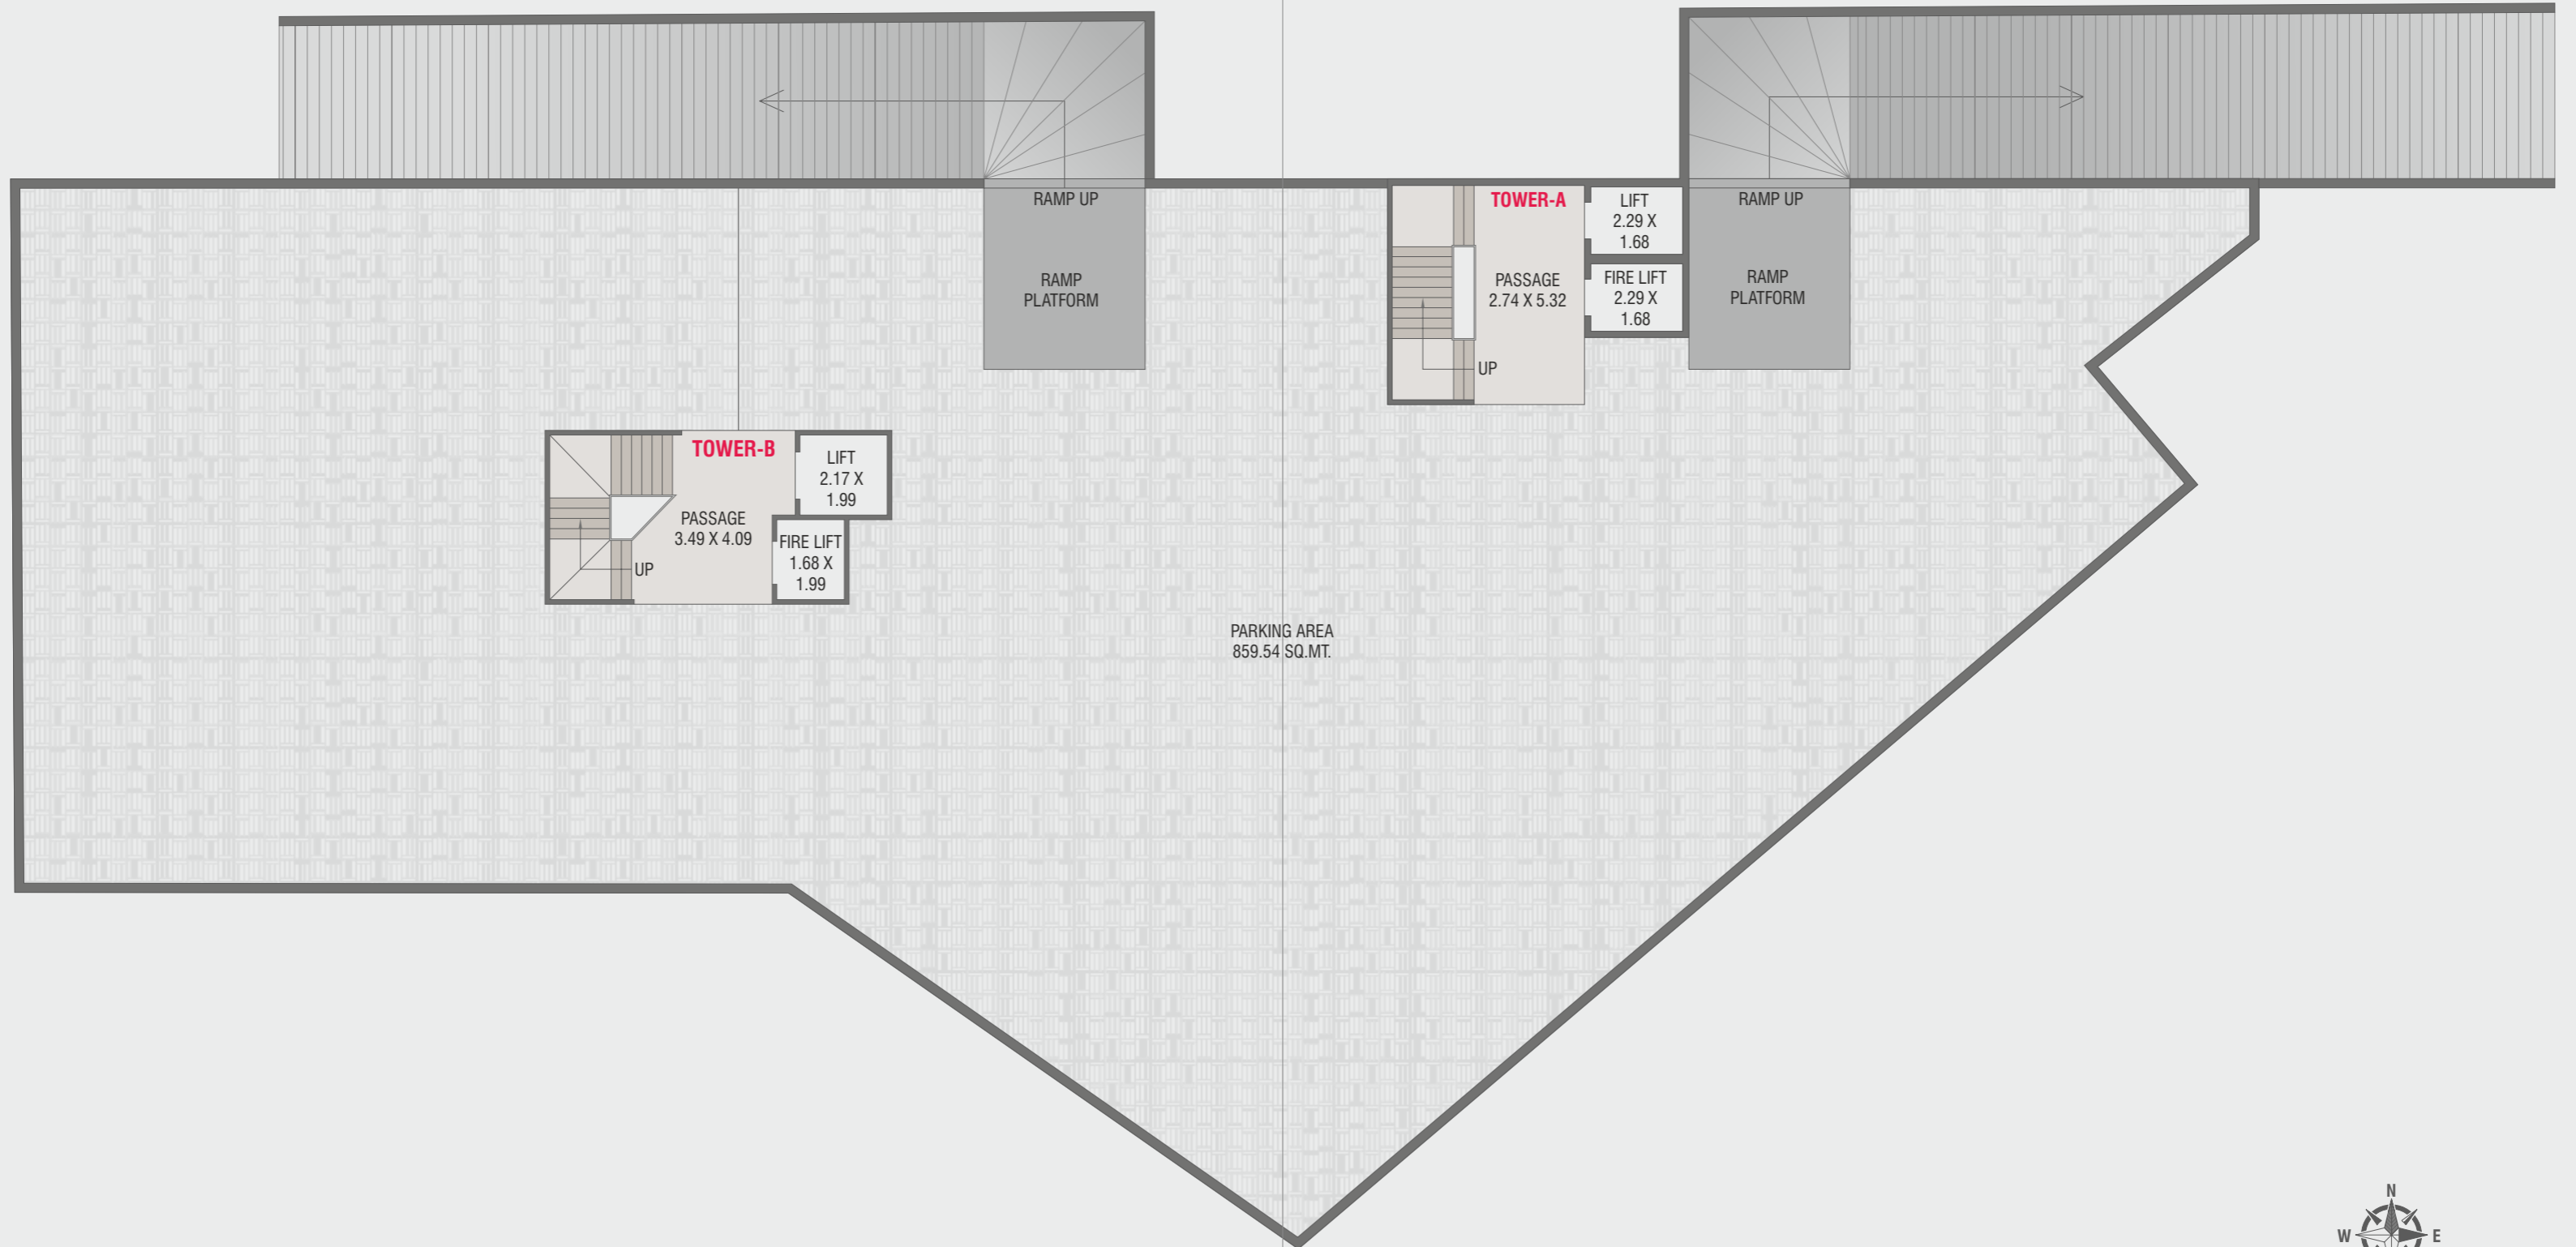 RAMP UP
RAMP
PLATFORM
TOWER-A
PASSAGE
2.74 X 5.32
UP
LIFT
2.29 X
1.68
FIRE LIFT
2.29 X
1.68
RAMP UP
RAMP
PLATFORM
TOWER-B
PASSAGE
3.49 X 4.09
UP
LIFT
2.17 X
1.99
FIRE LIFT
1.68 X
1.99
PARKING AREA
859.54 SQ.MT.
N
W E